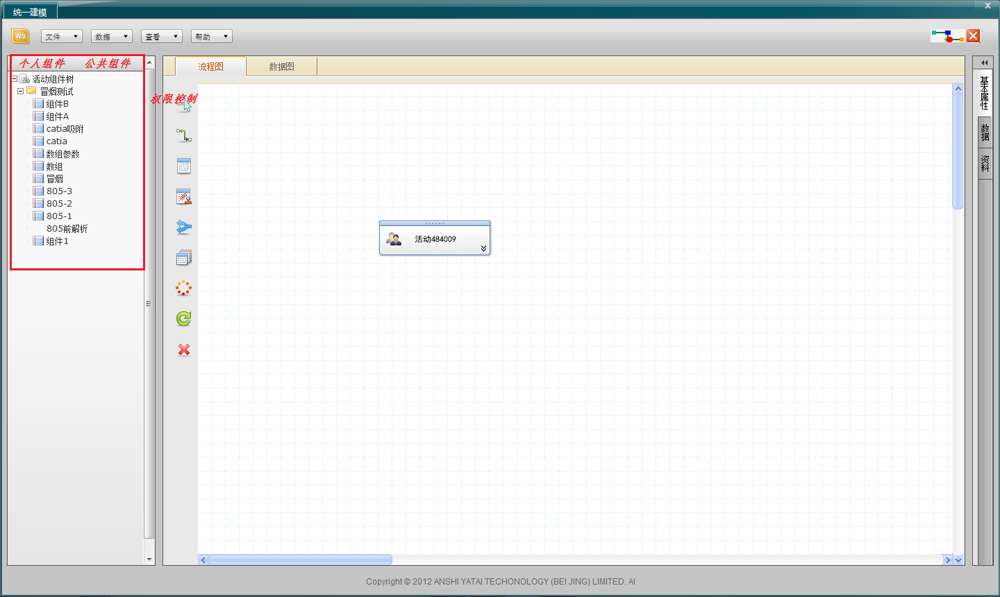 统一建模
WS
文件 数据 查看 帮助
个人组件 公共组件
流程图 数据图
活动组件树
冒烟测试
组件B
组件A
catia吸附
catia
数组参数
数组
冒烟
805-3
805-2
805-1
805前解析
组件1
权限控制
活动484009
基本属性
数据
资料
Copyright © 2012 ANSHI YATAI TECHONOLOGY (BEI JING) LIMITED. AI